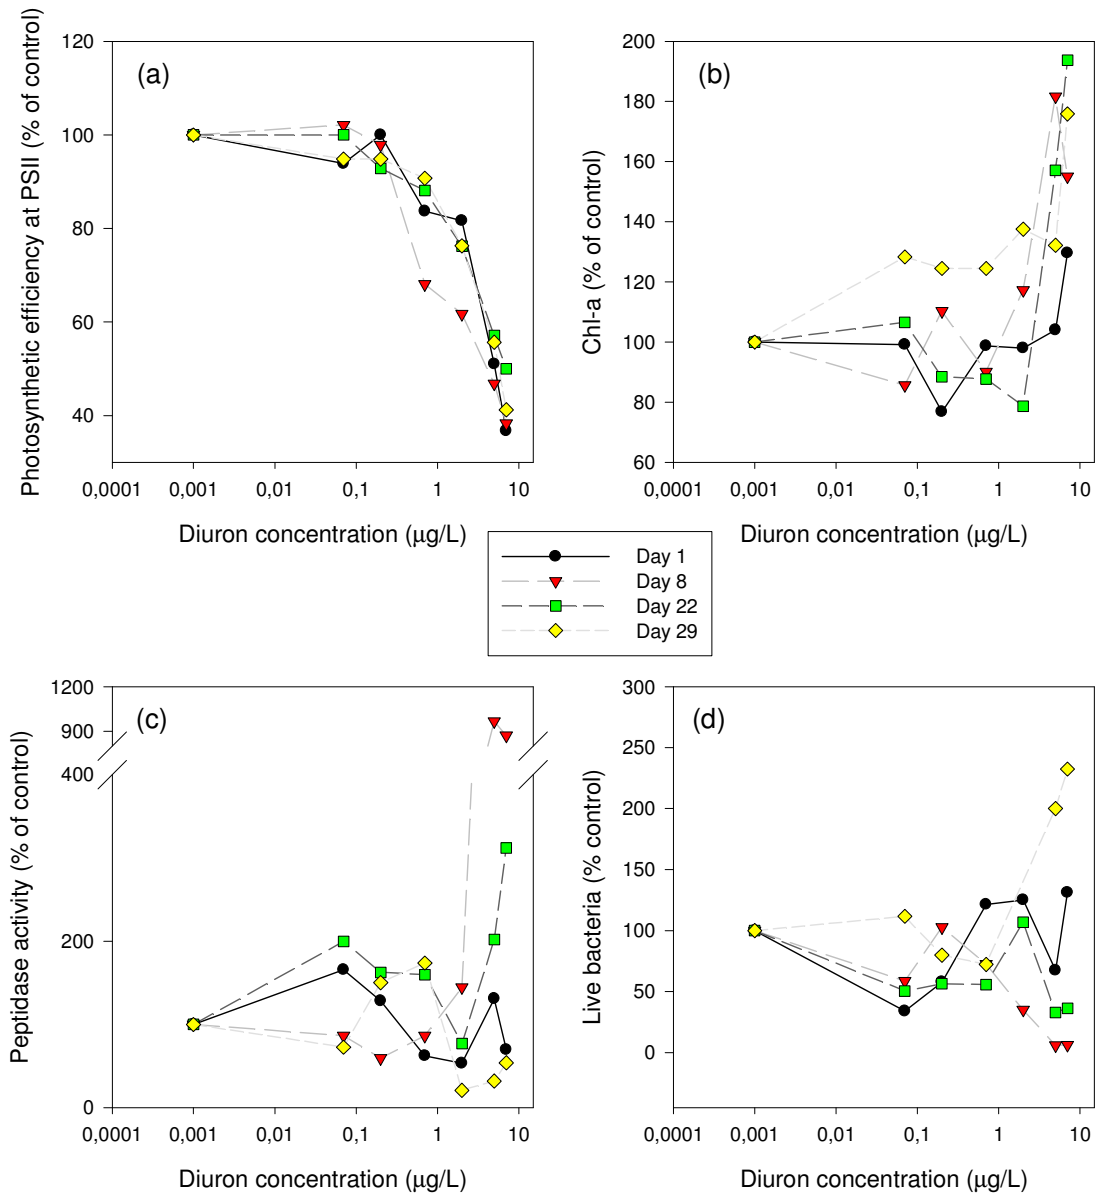 (a)
Photosynthetic efficiency at PSII (% of control)
120
100
80
60
40
0,0001 0,001 0,01 0,1 1 10
Diuron concentration (μg/L)
(b)
Chl-a (% of control)
200
180
160
140
120
100
80
60
0,0001 0,001 0,01 0,1 1 10
Diuron concentration (μg/L)
Day 1
Day 8
Day 22
Day 29
(c)
Peptidase activity (% of control)
1200
900
400
200
0
0,0001 0,001 0,01 0,1 1 10
Diuron concentration (μg/L)
(d)
Live bacteria (% control)
300
250
200
150
100
50
0
0,0001 0,001 0,01 0,1 1 10
Diuron concentration (μg/L)